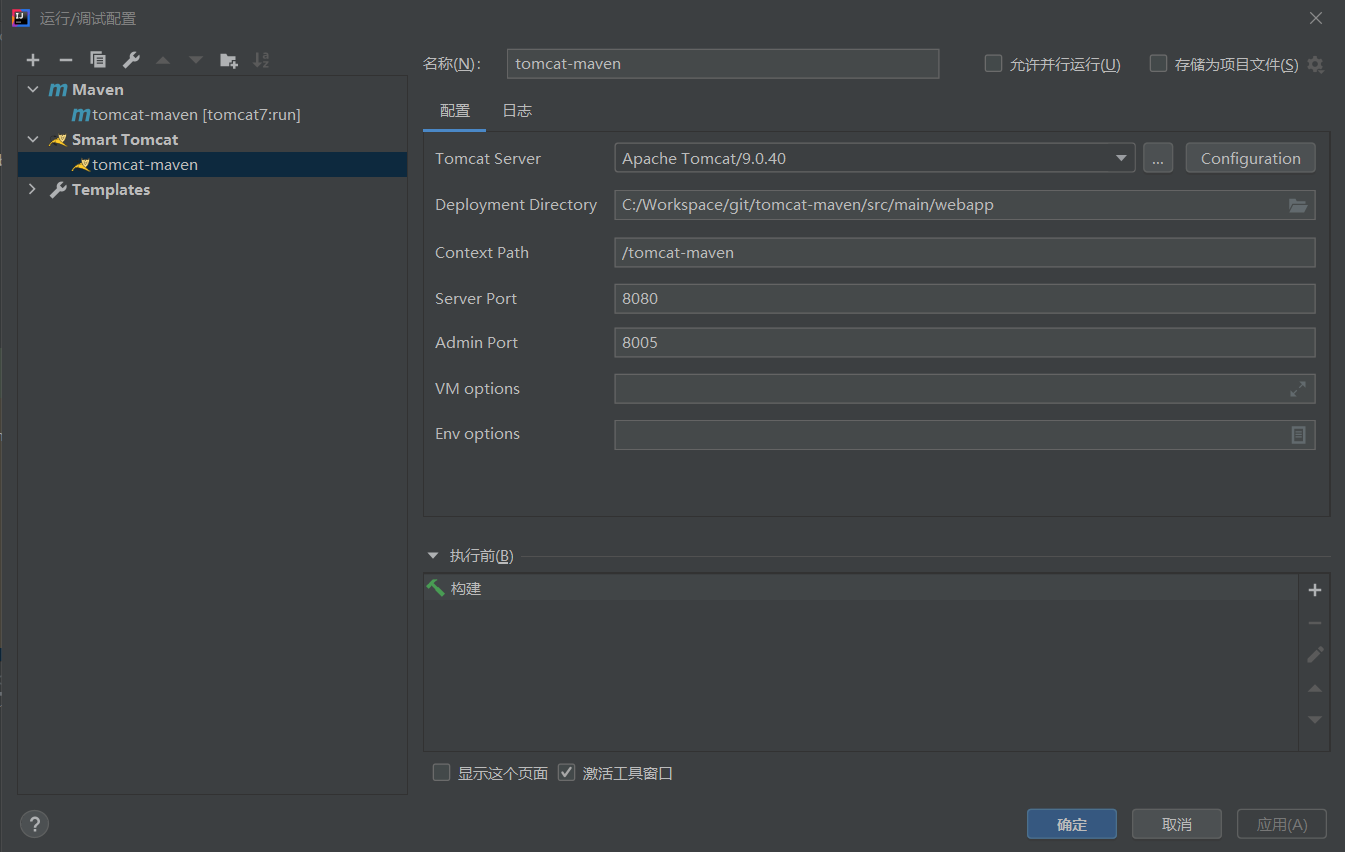 运行/调试配置
名称(N):
tomcat-maven
允许并行运行(U)
存储为项目文件(S)
Maven
tomcat-maven [tomcat7:run]
Smart Tomcat
tomcat-maven
Templates
配置
日志
Tomcat Server
Apache Tomcat/9.0.40
...
Configuration
Deployment Directory
C:/Workspace/git/tomcat-maven/src/main/webapp
Context Path
/tomcat-maven
Server Port
8080
Admin Port
8005
VM options
Env options
执行前(B)
构建
显示这个页面
激活工具窗口
?
确定
取消
应用(A)